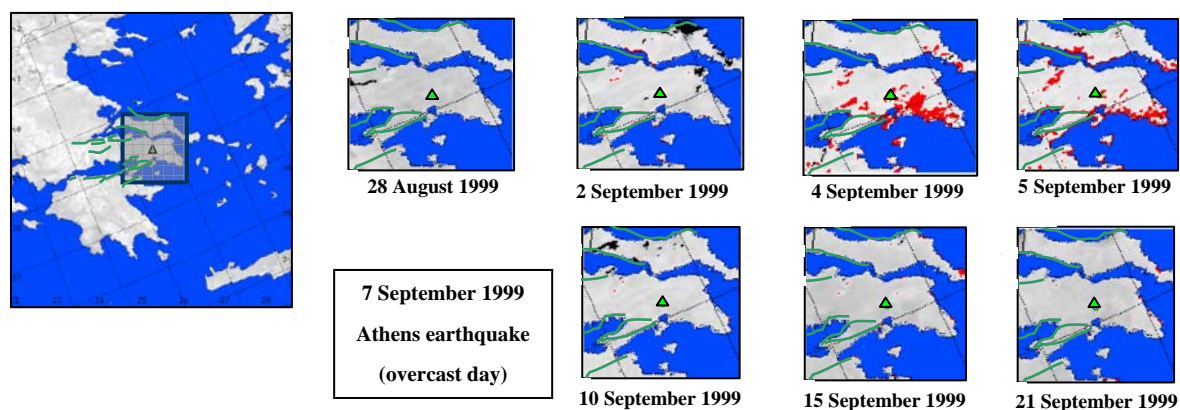 28 August 1999
2 September 1999
4 September 1999
5 September 1999
7 September 1999
Athens earthquake
(overcast day)
10 September 1999
15 September 1999
21 September 1999